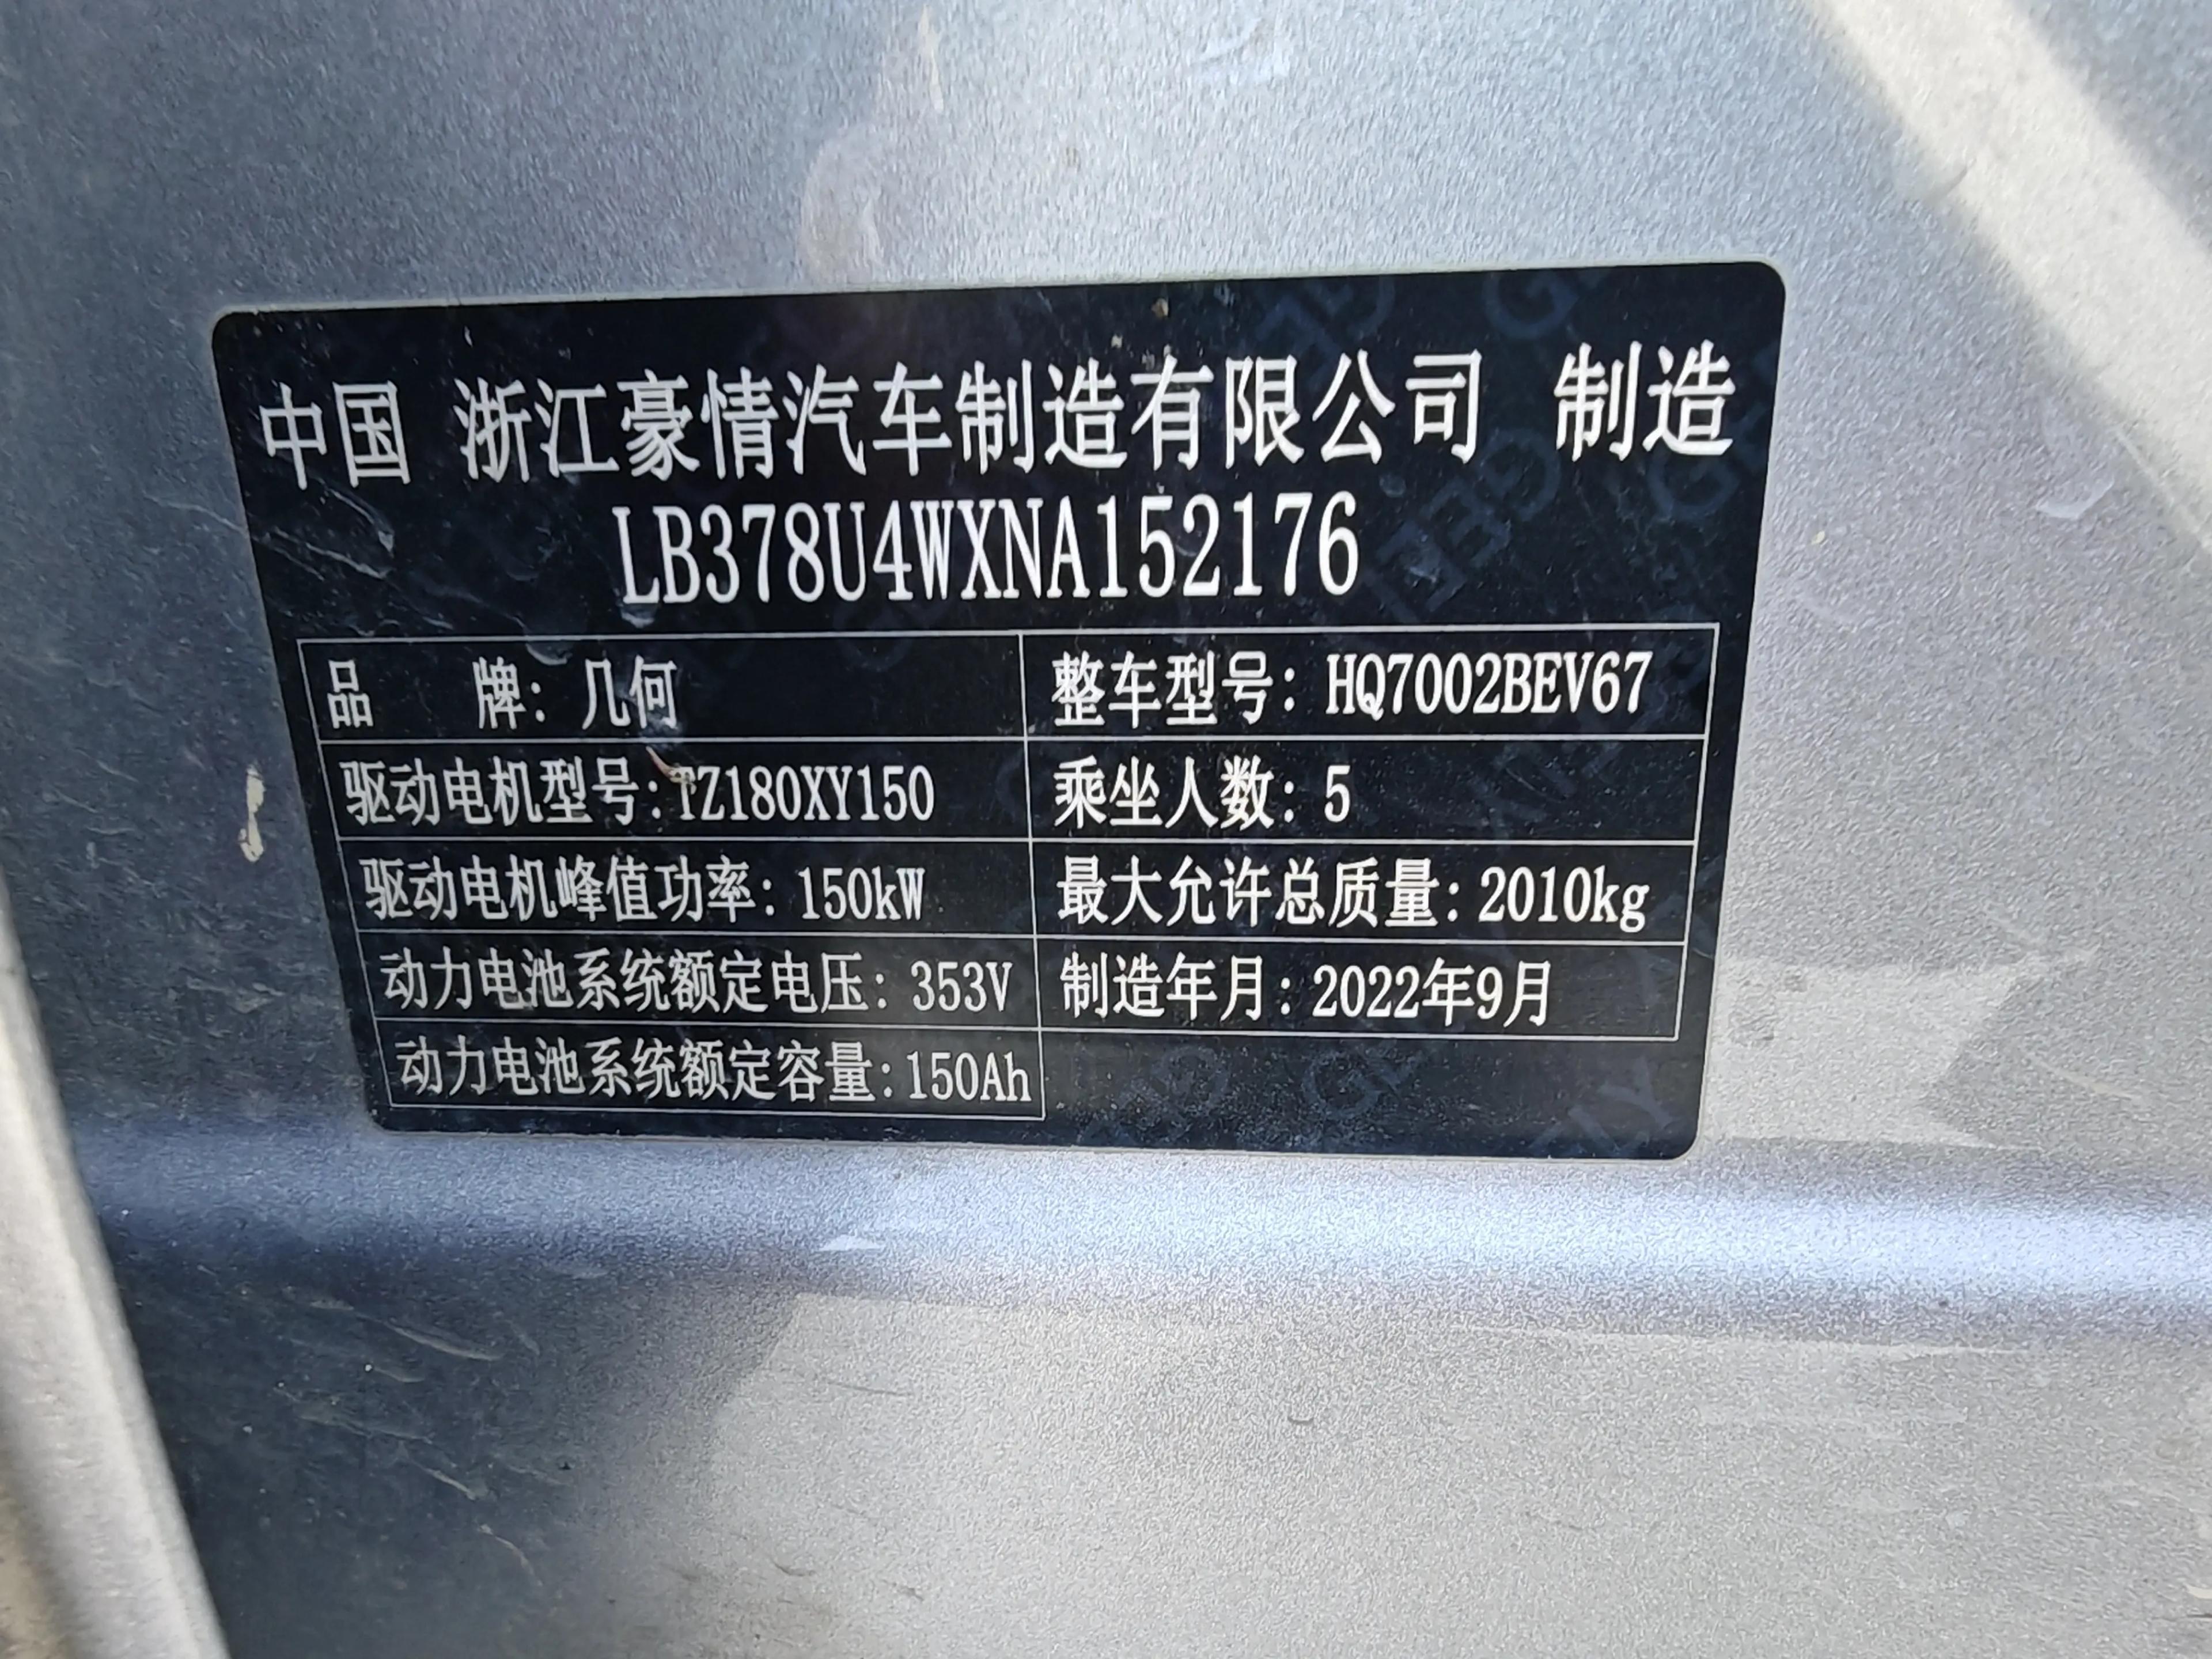 中国 浙江豪情汽车制造有限公司 制造
LB378U4WXNA152176
品 牌：几何 整车型号：HQ7002BEV67
驱动电机型号：TZ180XY150 乘坐人数：5
驱动电机峰值功率：150kW 最大允许总质量：2010kg
动力电池系统额定电压：353V 制造年月：2022年9月
动力电池系统额定容量：150Ah